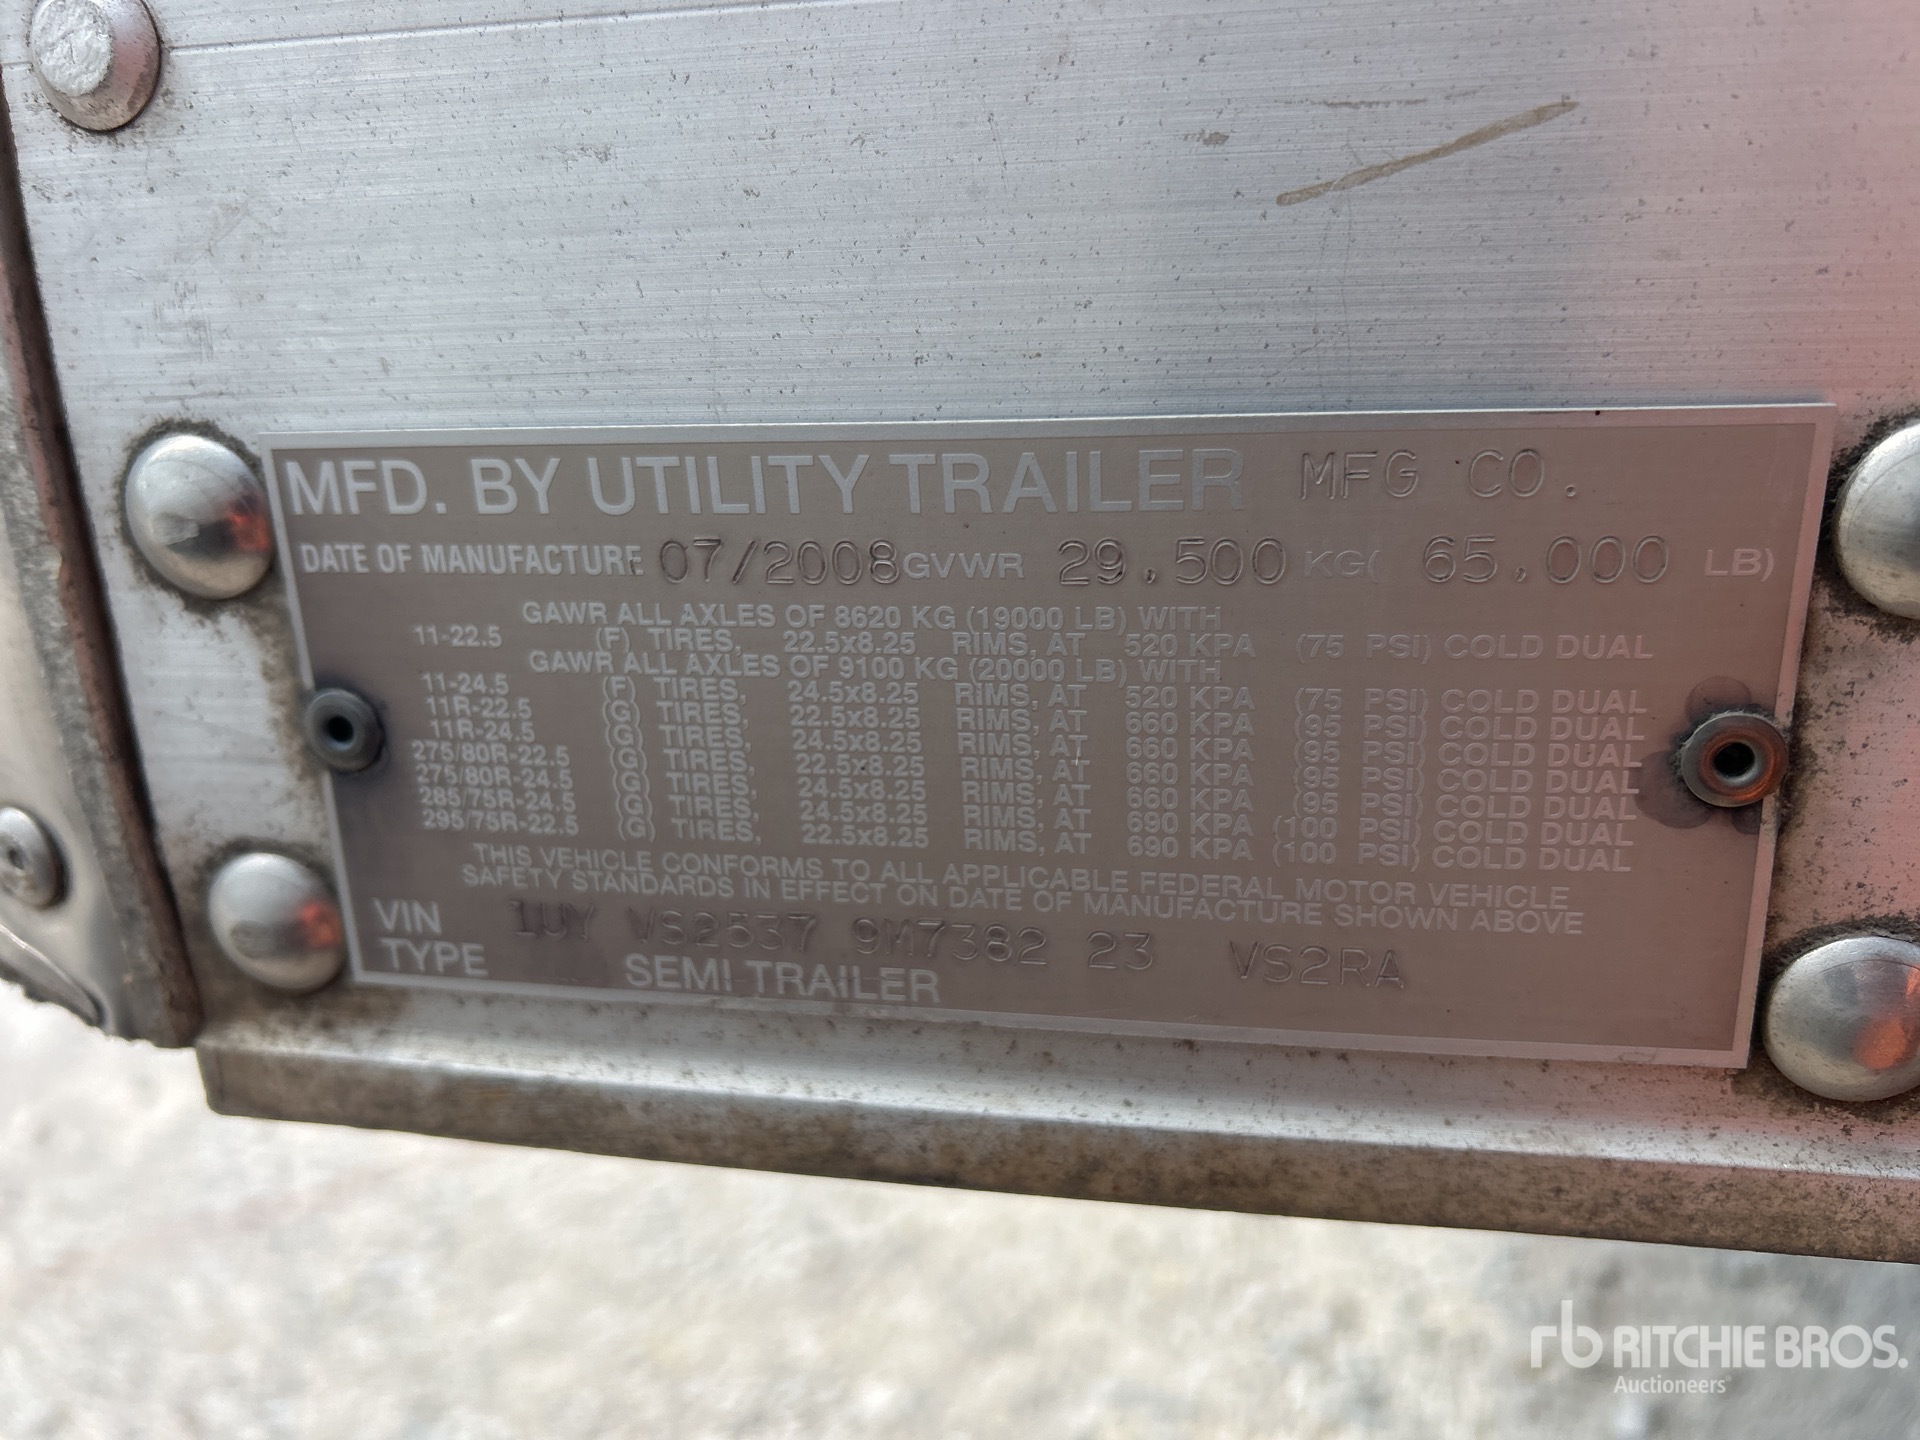 MFD. BY UTILITY TRAILER MFG CO.
DATE OF MANUFACTURE 07/2008 GVWR 29,500 KG( 65,000 LB)
GAWR ALL AXLES OF 8620 KG (19000 LB) WITH
11-22.5 (F) TIRES, 22.5x8.25 RIMS, AT 520 KPA (75 PSI) COLD DUAL
GAWR ALL AXLES OF 9100 KG (20000 LB) WITH
11-24.5 (F) TIRES, 24.5x8.25 RIMS, AT 520 KPA (75 PSI) COLD DUAL
11R-22.5 (G) TIRES, 22.5x8.25 RIMS, AT 660 KPA (95 PSI) COLD DUAL
11R-24.5 (G) TIRES, 24.5x8.25 RIMS, AT 660 KPA (95 PSI) COLD DUAL
275/80R-22.5 (G) TIRES, 22.5x8.25 RIMS, AT 660 KPA (95 PSI) COLD DUAL
275/80R-24.5 (G) TIRES, 24.5x8.25 RIMS, AT 660 KPA (95 PSI) COLD DUAL
285/75R-24.5 (G) TIRES, 24.5x8.25 RIMS, AT 690 KPA (100 PSI) COLD DUAL
295/75R-22.5 (G) TIRES, 22.5x8.25 RIMS, AT 690 KPA (100 PSI) COLD DUAL
THIS VEHICLE CONFORMS TO ALL APPLICABLE FEDERAL MOTOR VEHICLE
SAFETY STANDARDS IN EFFECT ON DATE OF MANUFACTURE SHOWN ABOVE
VIN 1UY VS2537 9M7382 23 VS2RA
TYPE SEMI TRAILER
rb RITCHIE BROS.
Auctioneers